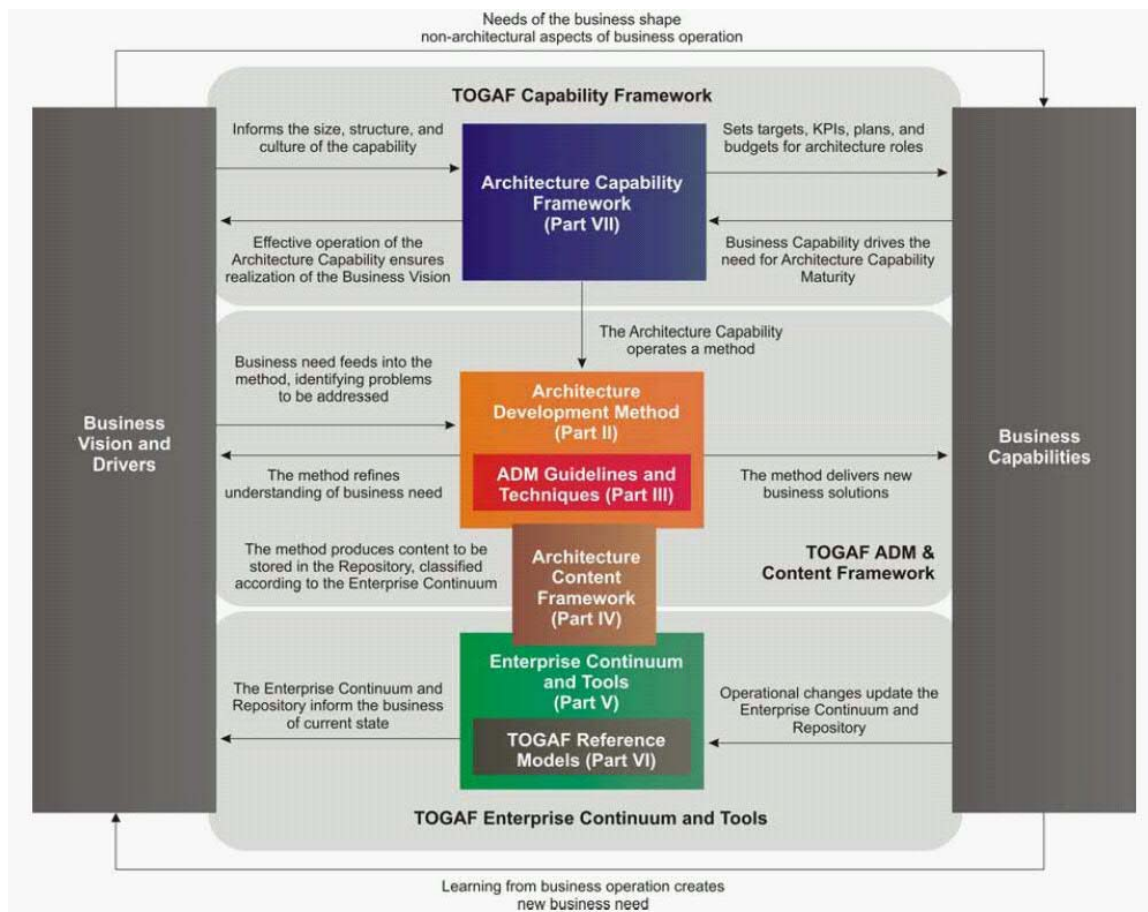 Needs of the business shape
non-architectural aspects of business operation
TOGAF Capability Framework
Informs the size, structure, and
culture of the capability
Architecture Capability
Framework
(Part VII)
Sets targets, KPIs, plans, and
budgets for architecture roles
Effective operation of the
Architecture Capability ensures
realization of the Business Vision
Business Capability drives the
need for Architecture Capability
Maturity
The Architecture Capability
operates a method
Business
Vision and
Drivers
Business need feeds into the
method, identifying problems
to be addressed
Architecture
Development Method
(Part II)
ADM Guidelines and
Techniques (Part III)
Business
Capabilities
The method refines
understanding of business need
The method delivers new
business solutions
The method produces content to be
stored in the Repository, classified
according to the Enterprise Continuum
Architecture
Content
Framework
(Part IV)
TOGAF ADM &
Content Framework
Enterprise Continuum
and Tools
(Part V)
TOGAF Reference
Models (Part VI)
The Enterprise Continuum and
Repository inform the business
of current state
Operational changes update the
Enterprise Continuum and
Repository
TOGAF Enterprise Continuum and Tools
Learning from business operation creates
new business need